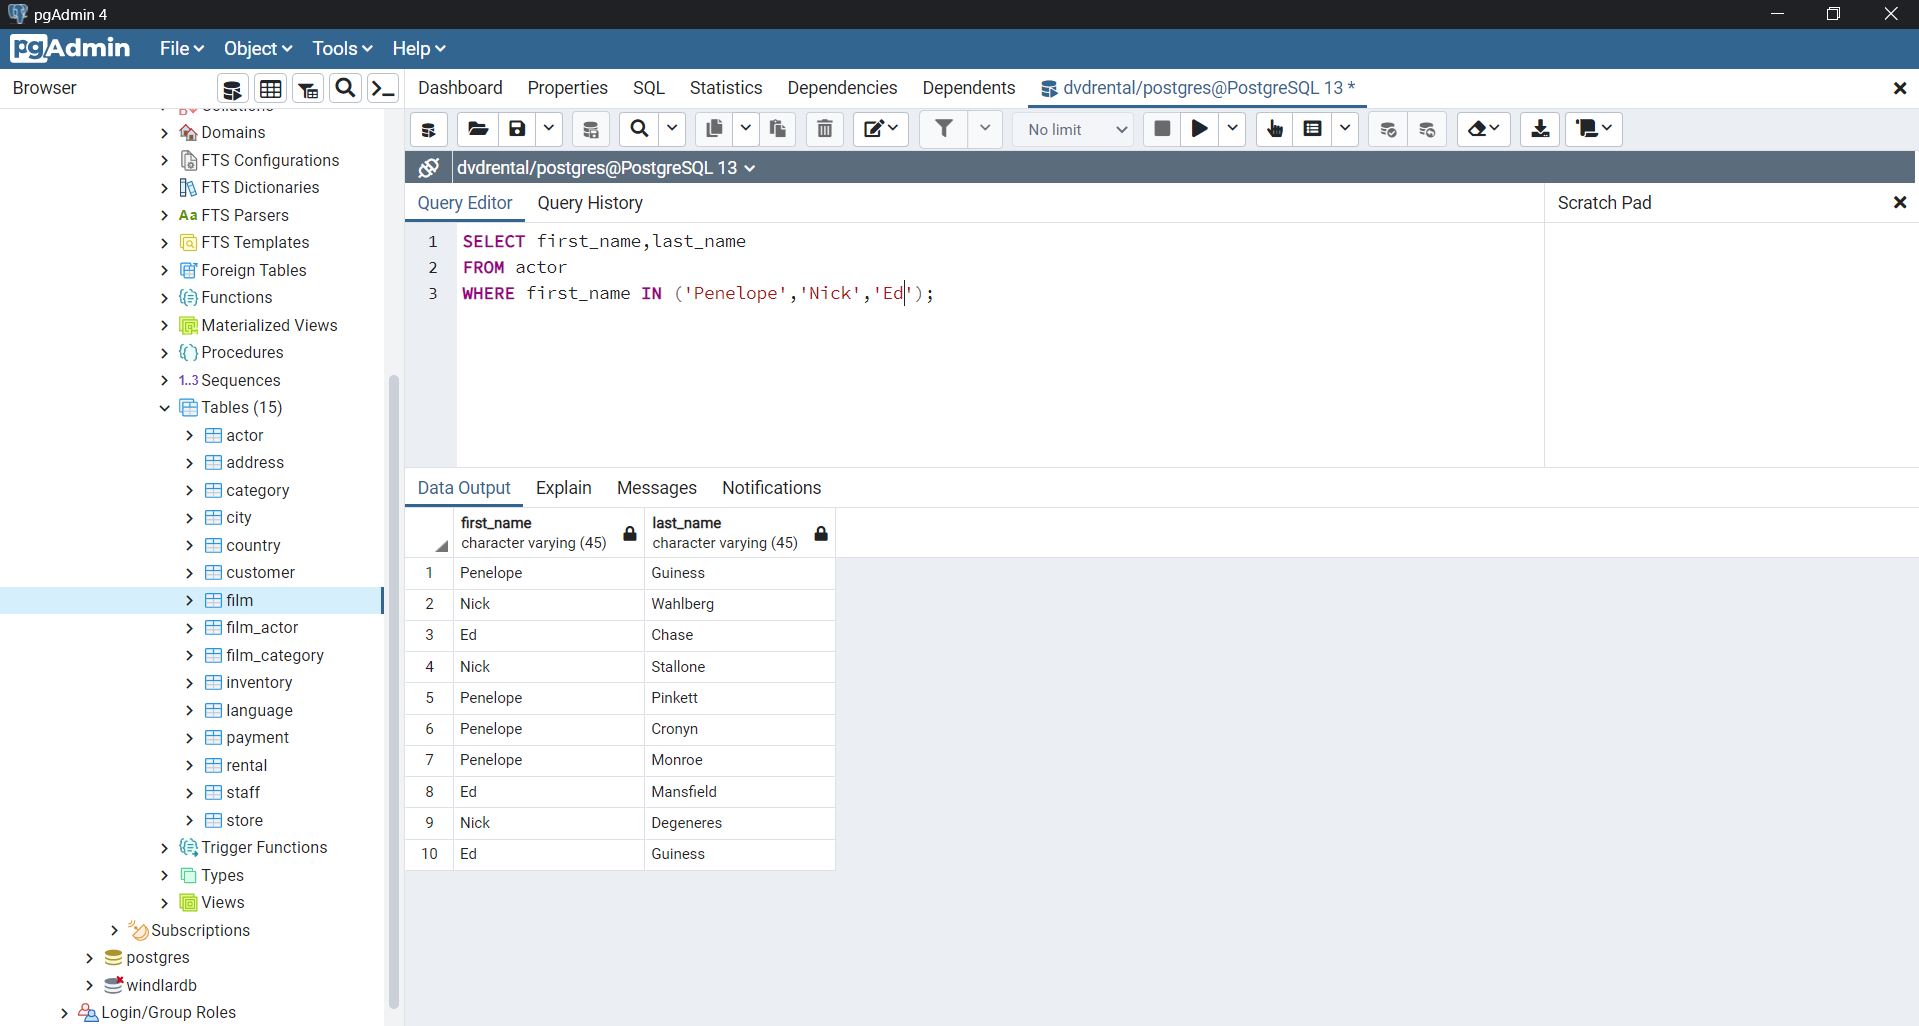 pgAdmin 4
pgAdmin File Object Tools Help
Browser
Dashboard Properties SQL Statistics Dependencies Dependents dvdrental/postgres@PostgreSQL 13 *
No limit
dvdrental/postgres@PostgreSQL 13
Domains
FTS Configurations
FTS Dictionaries
Aa FTS Parsers
FTS Templates
Foreign Tables
Functions
Materialized Views
Procedures
1..3 Sequences
Tables (15)
actor
address
category
city
country
customer
film
film_actor
film_category
inventory
language
payment
rental
staff
store
Trigger Functions
Types
Views
Subscriptions
postgres
windlardb
Login/Group Roles
Query Editor Query History
Scratch Pad
1 SELECT first_name,last_name
2 FROM actor
3 WHERE first_name IN ('Penelope','Nick','Ed');
Data Output Explain Messages Notifications
first_name last_name
character varying (45) character varying (45)
1 Penelope Guiness
2 Nick Wahlberg
3 Ed Chase
4 Nick Stallone
5 Penelope Pinkett
6 Penelope Cronyn
7 Penelope Monroe
8 Ed Mansfield
9 Nick Degeneres
10 Ed Guiness